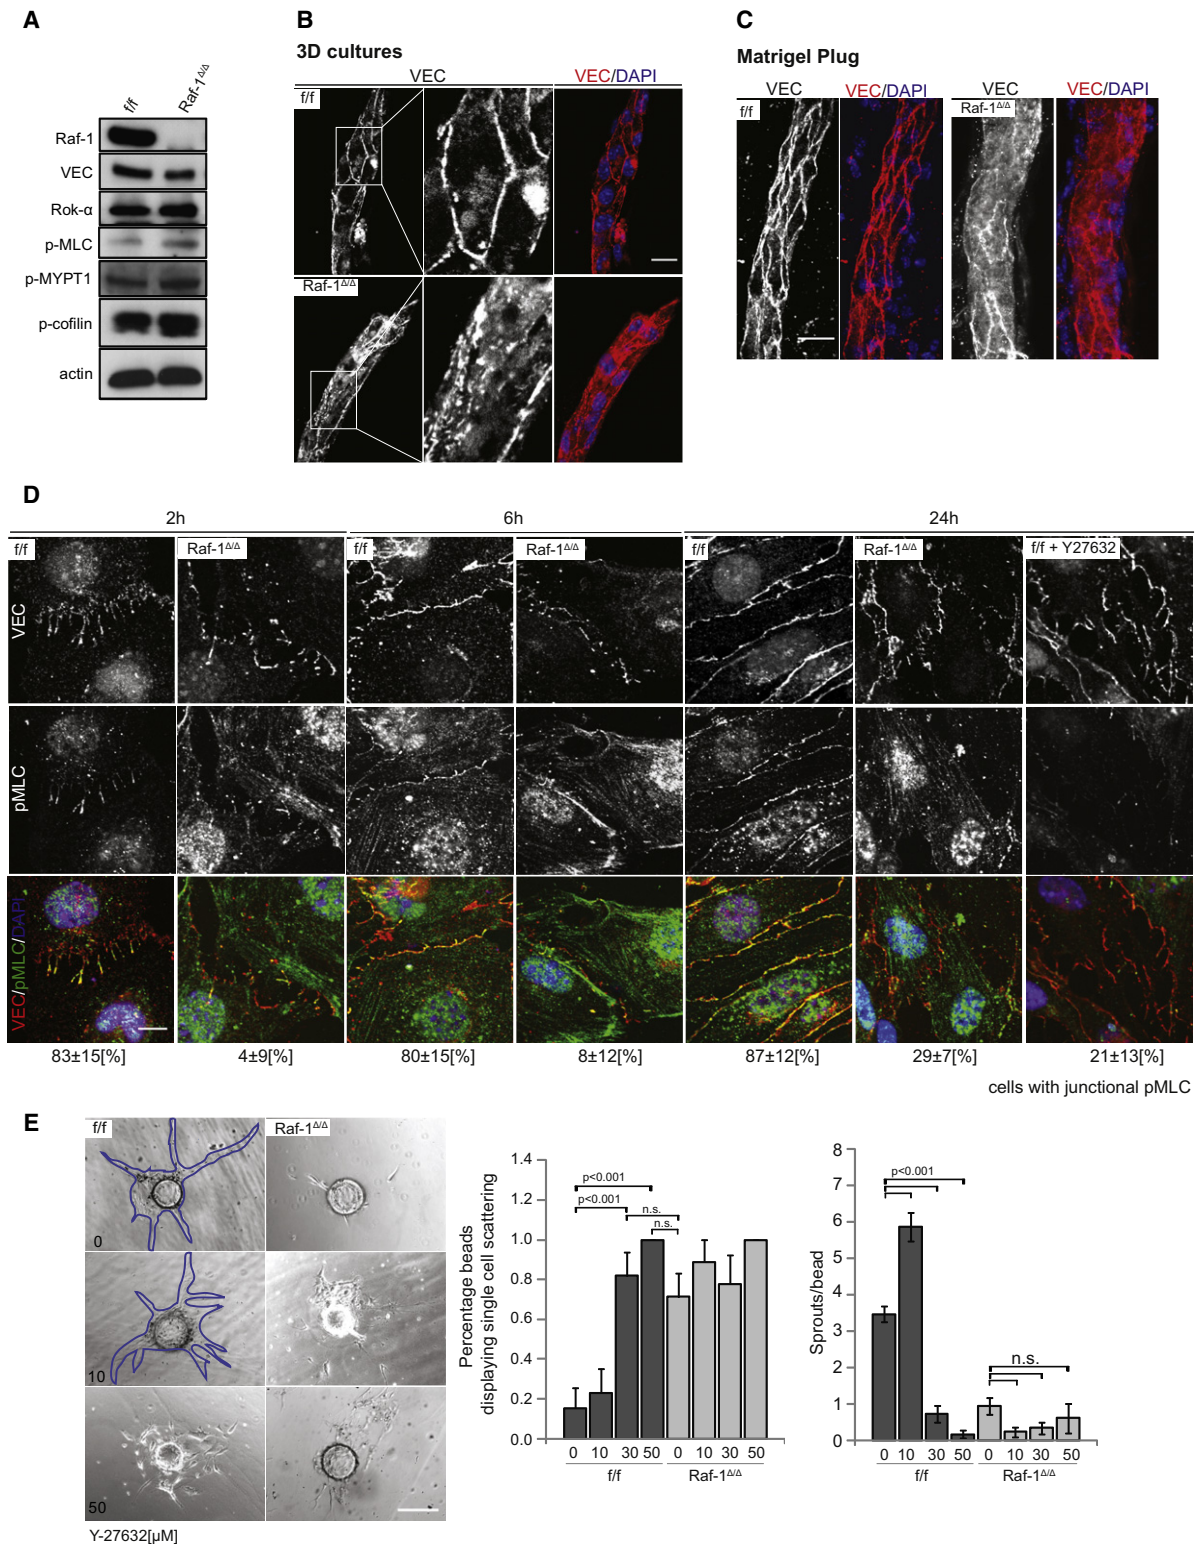 A
f/f
Raf-1Δ/Δ
Raf-1
VEC
Rok-α
p-MLC
p-MYPT1
p-cofilin
actin
B
3D cultures
VEC
VEC/DAPI
f/f
Raf-1Δ/Δ
C
Matrigel Plug
VEC
VEC/DAPI
VEC
VEC/DAPI
f/f
Raf-1Δ/Δ
D
2h
6h
24h
f/f
Raf-1Δ/Δ
f/f
Raf-1Δ/Δ
f/f
Raf-1Δ/Δ
f/f + Y27632
VEC
pMLC
VEC/pMLC/DAPI
83±15[%]
4±9[%]
80±15[%]
8±12[%]
87±12[%]
29±7[%]
21±13[%]
cells with junctional pMLC
E
f/f
Raf-1Δ/Δ
0
10
50
Y-27632[µM]
Percentage beads
displaying single cell scattering
1.4
1.2
1.0
0.8
0.6
0.4
0.2
0.0
p<0.001
p<0.001
n.s.
n.s.
0 10 30 50 0 10 30 50
f/f
Raf-1Δ/Δ
Sprouts/bead
8
7
6
5
4
3
2
1
0
p<0.001
n.s.
0 10 30 50 0 10 30 50
f/f
Raf-1Δ/Δ